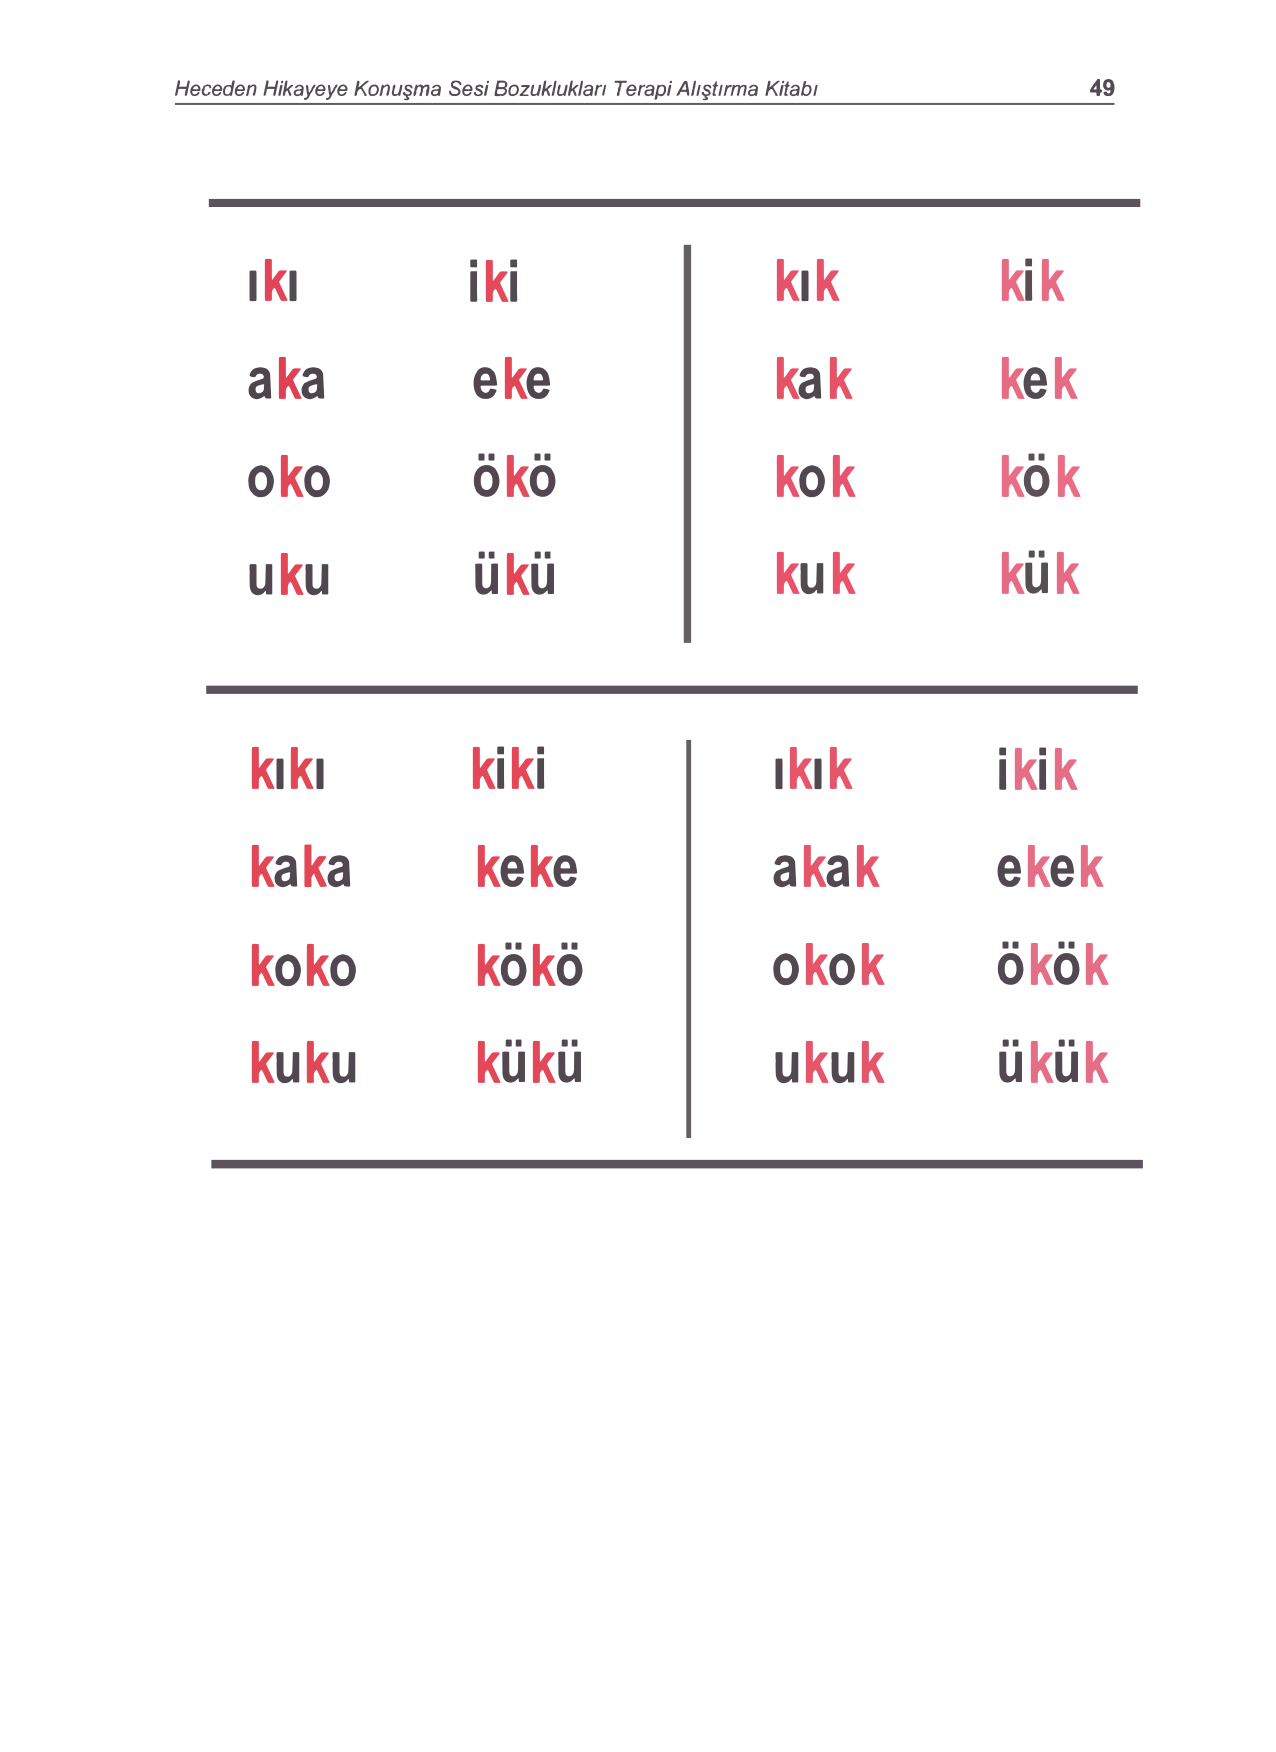 Heceden Hikayeye Konuşma Sesi Bozuklukları Terapi Alıştırma Kitabı 49
ıkı iki kık kik
aka eke kak kek
oko ökö kok kök
uku ükü kuk kük
kıkı kiki ıkık ikik
kaka keke akak ekek
koko kökö okok ökök
kuku kükü ukuk ükük